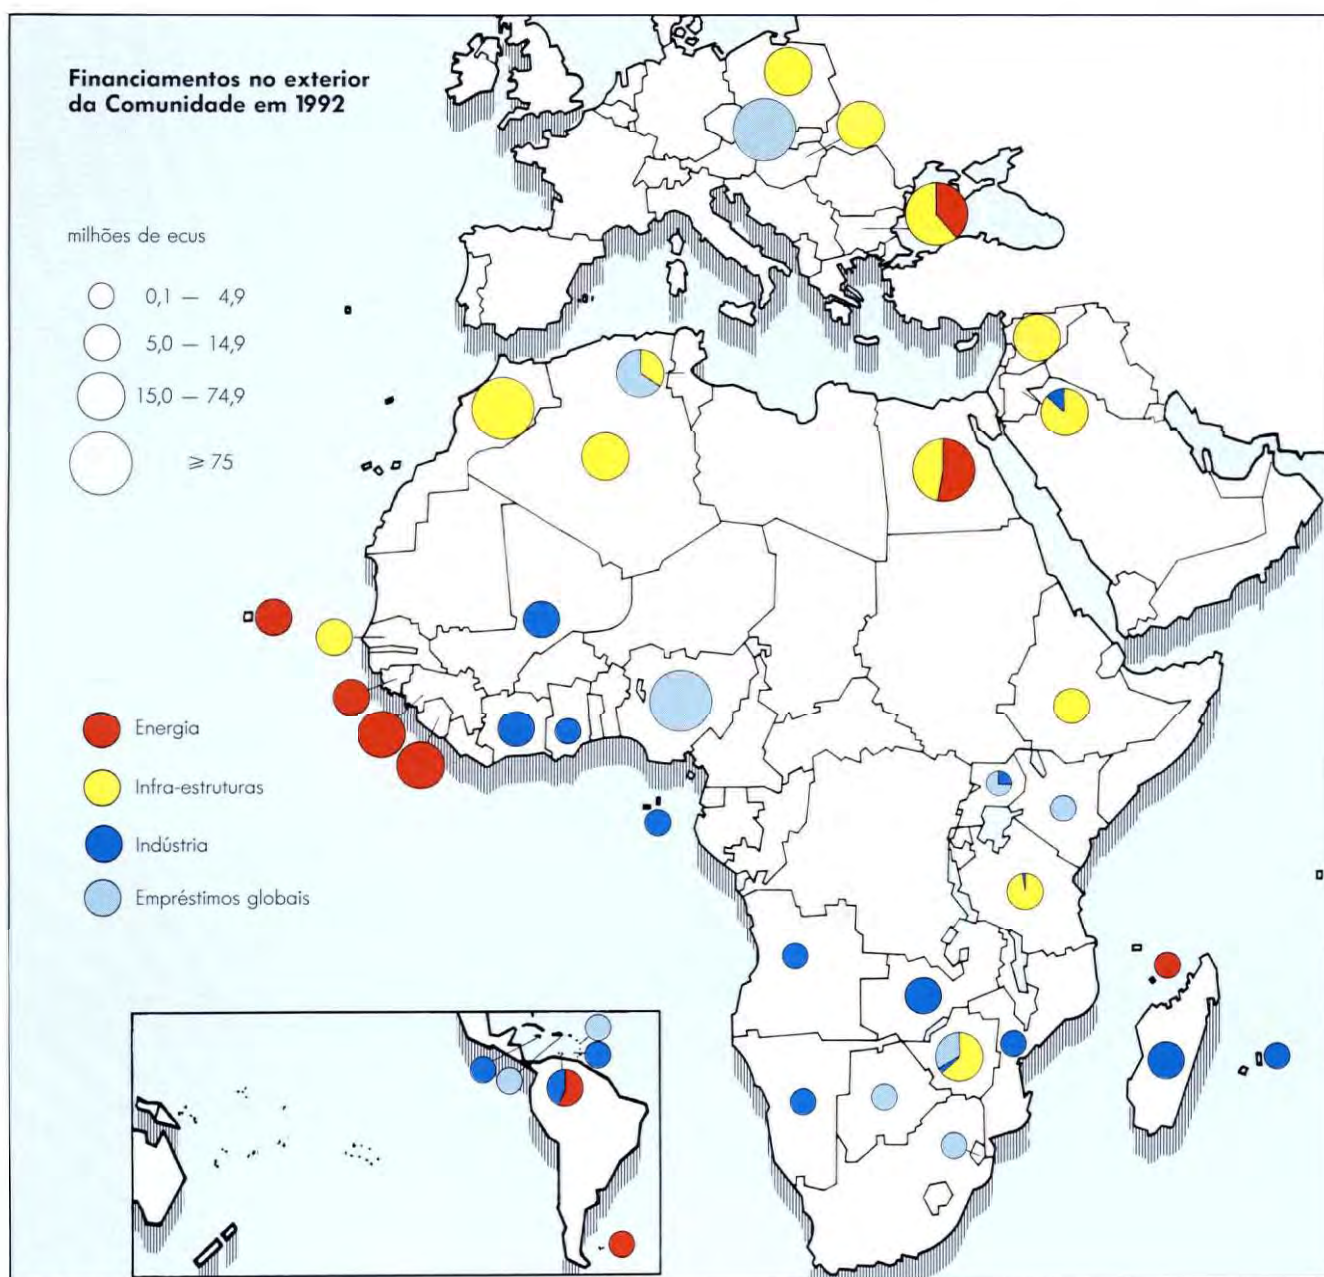 Financiamentos no exterior
da Comunidade em 1992
milhões de ecus
0,1 — 4,9
5,0 — 14,9
15,0 — 74,9
≥ 75
Energia
Infra-estruturas
Indústria
Empréstimos globais